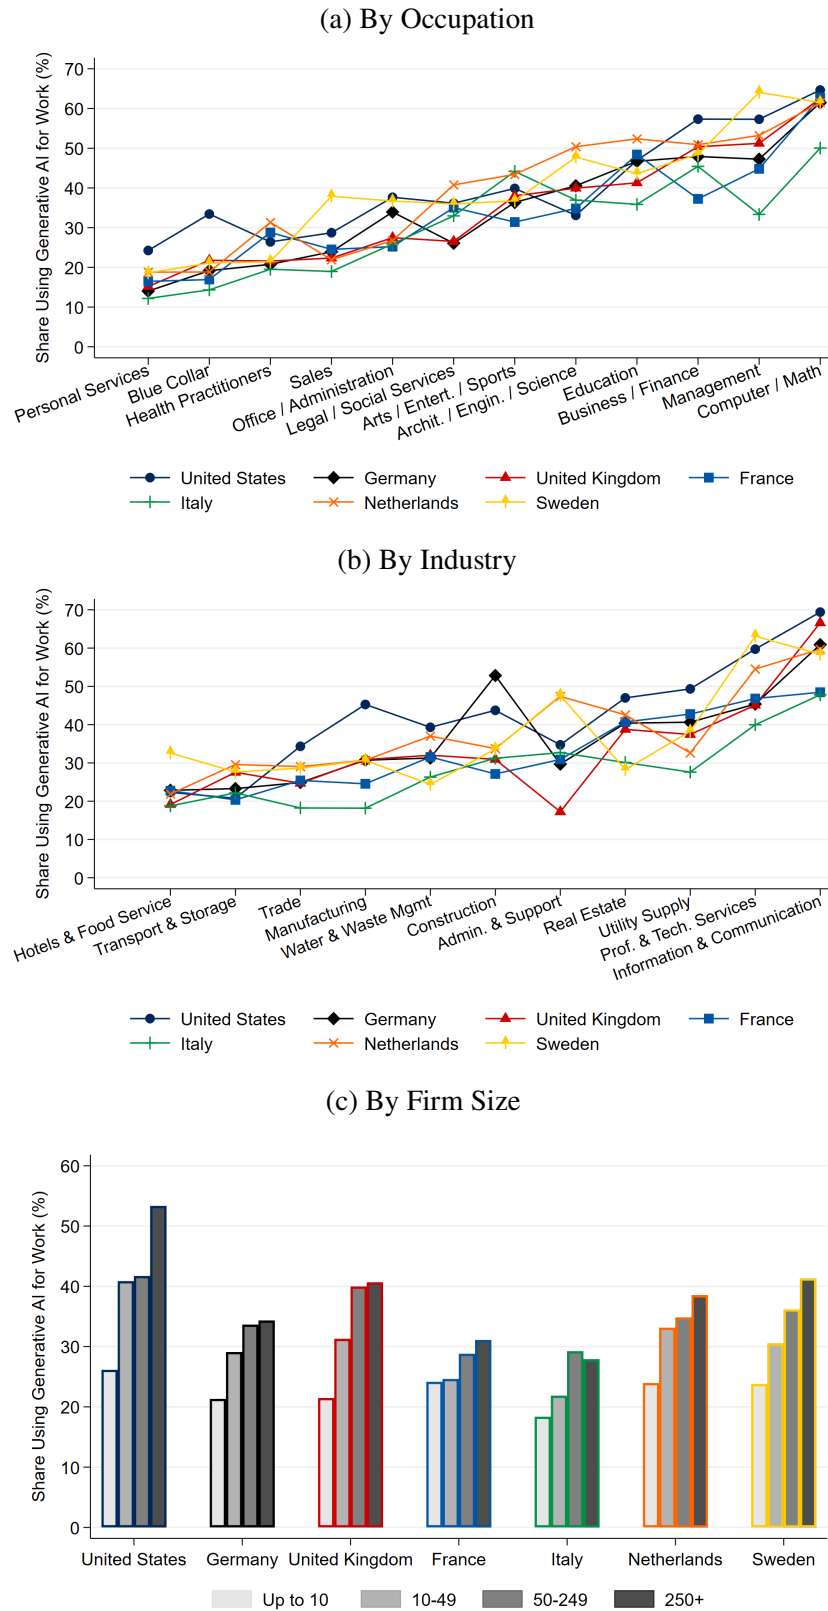 (a) By Occupation
Share Using Generative AI for Work (%)
70
60
50
40
30
20
10
0
Personal Services
Blue Collar
Health Practitioners
Sales
Office / Administration
Legal / Social Services
Arts / Entert. / Sports
Archit. / Engin. / Science
Education
Business / Finance
Management
Computer / Math
United States Germany United Kingdom France
Italy Netherlands Sweden
(b) By Industry
Share Using Generative AI for Work (%)
70
60
50
40
30
20
10
0
Hotels & Food Service
Transport & Storage
Trade
Manufacturing
Water & Waste Mgmt
Construction
Admin. & Support
Real Estate
Utility Supply
Prof. & Tech. Services
Information & Communication
United States Germany United Kingdom France
Italy Netherlands Sweden
(c) By Firm Size
Share Using Generative AI for Work (%)
60
50
40
30
20
10
0
United States Germany United Kingdom France Italy Netherlands Sweden
Up to 10 10-49 50-249 250+